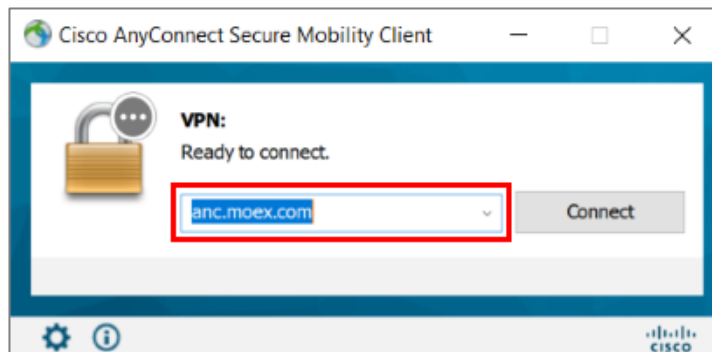 Cisco AnyConnect Secure Mobility Client
VPN:
Ready to connect.
anc.moex.com
Connect
CISCO